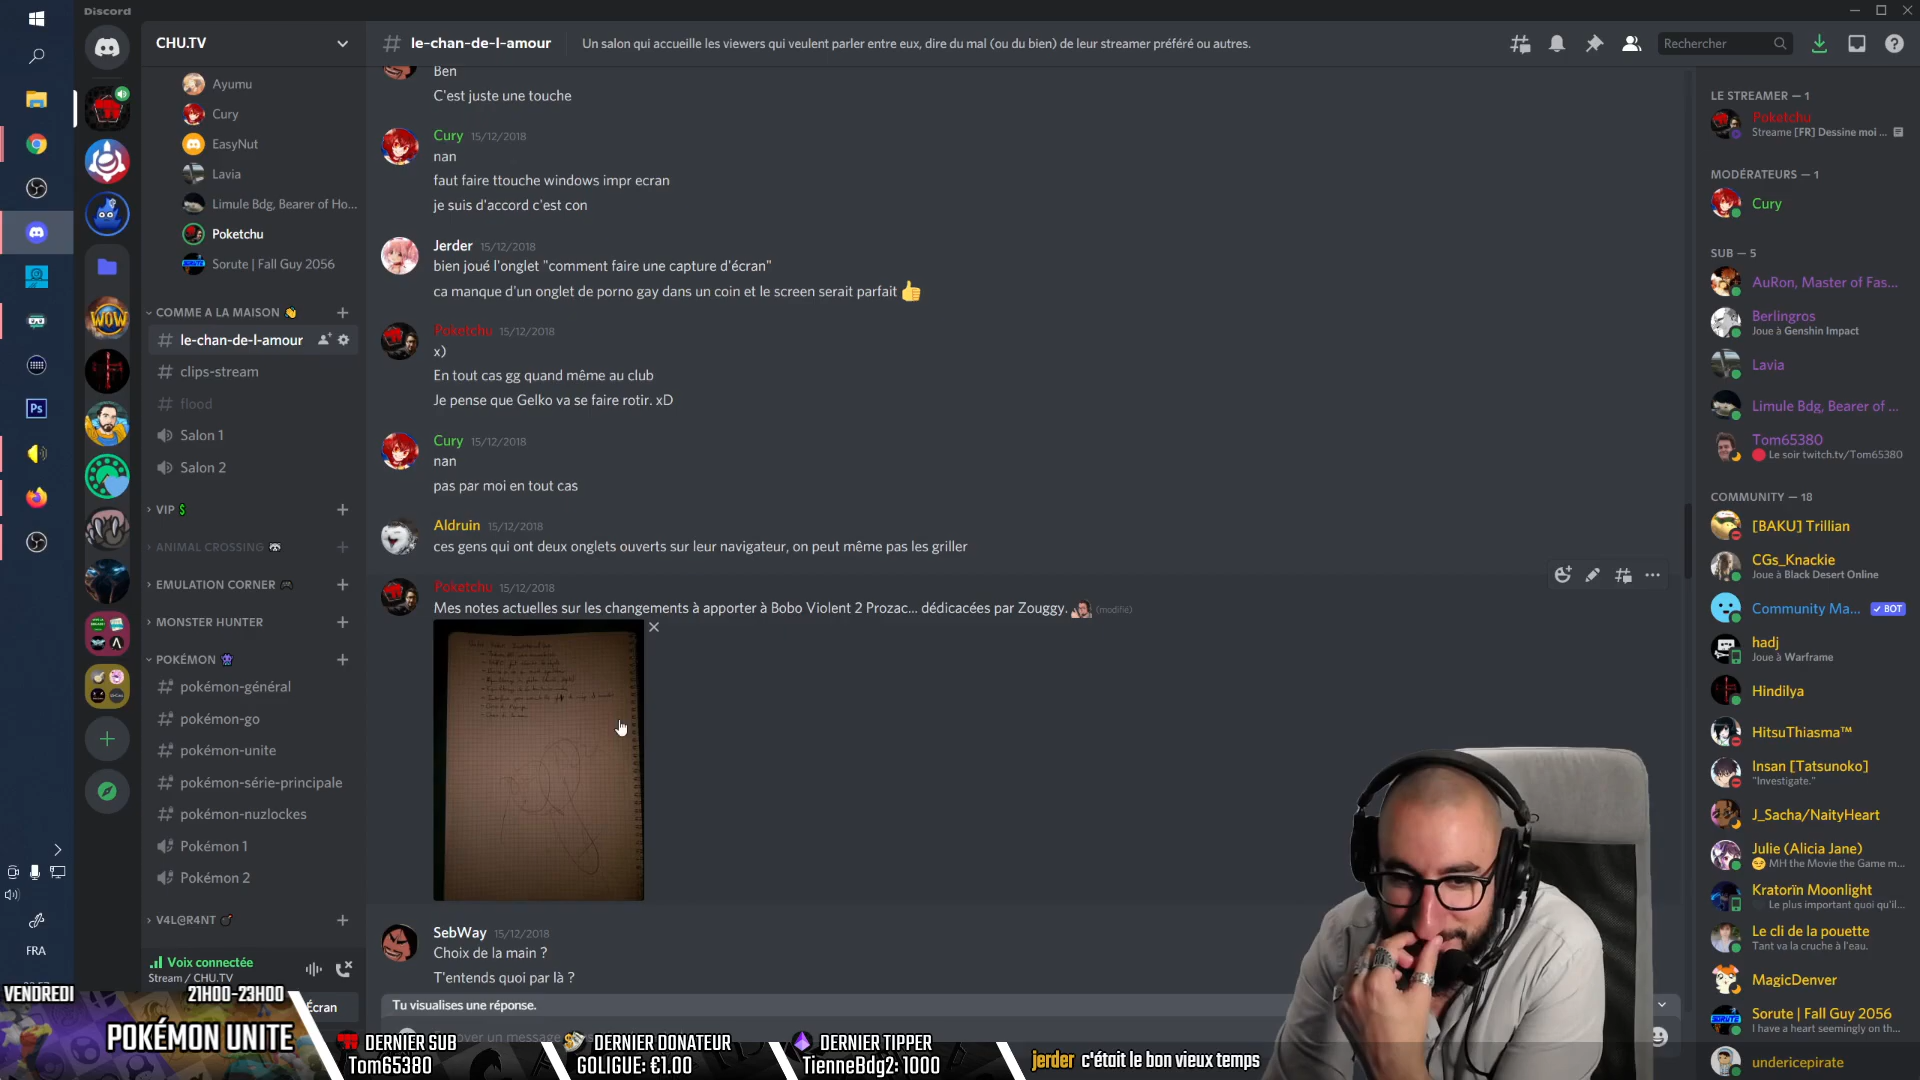 Discord
CHU.TV
Ayumu
Cury
EasyNut
Lavia
Limule Bdg, Bearer of Ho...
Poketchu
Sorute | Fall Guy 2056
COMME A LA MAISON
le-chan-de-l-amour
clips-stream
flood
Salon 1
Salon 2
VIP
ANIMAL CROSSING
EMULATION CORNER
MONSTER HUNTER
POKÉMON
pokémon-général
pokémon-go
pokémon-unite
pokémon-série-principale
pokémon-nuzlockes
Pokémon 1
Pokémon 2
V4L@R4NT
Voix connectée
Stream / CHU.TV
Écran
FRA
Ps
WOW
le-chan-de-l-amour
Un salon qui accueille les viewers qui veulent parler entre eux, dire du mal (ou du bien) de leur streamer préféré ou autres.
Rechercher
Ben
C'est juste une touche
Cury 15/12/2018
nan
faut faire ttouche windows impr ecran
je suis d'accord c'est con
Jerder 15/12/2018
bien joué l'onglet "comment faire une capture d'écran"
ca manque d'un onglet de porno gay dans un coin et le screen serait parfait
Poketchu 15/12/2018
x)
En tout cas gg quand même au club
Je pense que Gelko va se faire rotir. xD
Cury 15/12/2018
nan
pas par moi en tout cas
Aldruin 15/12/2018
ces gens qui ont deux onglets ouverts sur leur navigateur, on peut même pas les griller
Poketchu 15/12/2018
Mes notes actuelles sur les changements à apporter à Bobo Violent 2 Prozac... dédicacées par Zouggy. (modifié)
SebWay 15/12/2018
Choix de la main ?
T'entends quoi par là ?
Tu visualises une réponse.
LE STREAMER — 1
Poketchu
Streame [FR] Dessine moi ...
MODÉRATEURS — 1
Cury
SUB — 5
AuRon, Master of Fas...
Berlingros
Joue à Genshin Impact
Lavia
Limule Bdg, Bearer of ...
Tom65380
Le soir twitch.tv/Tom65380
COMMUNITY — 18
[BAKU] Trillian
CGs_Knackie
Joue à Black Desert Online
Community Ma... BOT
hadj
Joue à Warframe
Hindilya
HitsuThiasma™
Insan [Tatsunoko]
"Investigate."
J_Sacha/NaityHeart
Julie (Alicia Jane)
MH the Movie the Game m...
Kratorïn Moonlight
Le plus important quoi qu'il...
Le cli de la pouette
Tant va la cruche à l'eau.
MagicDenver
Sorute | Fall Guy 2056
I have a heart seemingly on th...
undericepirate
VENDREDI
21H00-23H00
POKÉMON UNITE
DERNIER SUB
Tom65380
DERNIER DONATEUR
GOLIGUE: €1.00
DERNIER TIPPER
TienneBdg2: 1000
jerder c'était le bon vieux temps